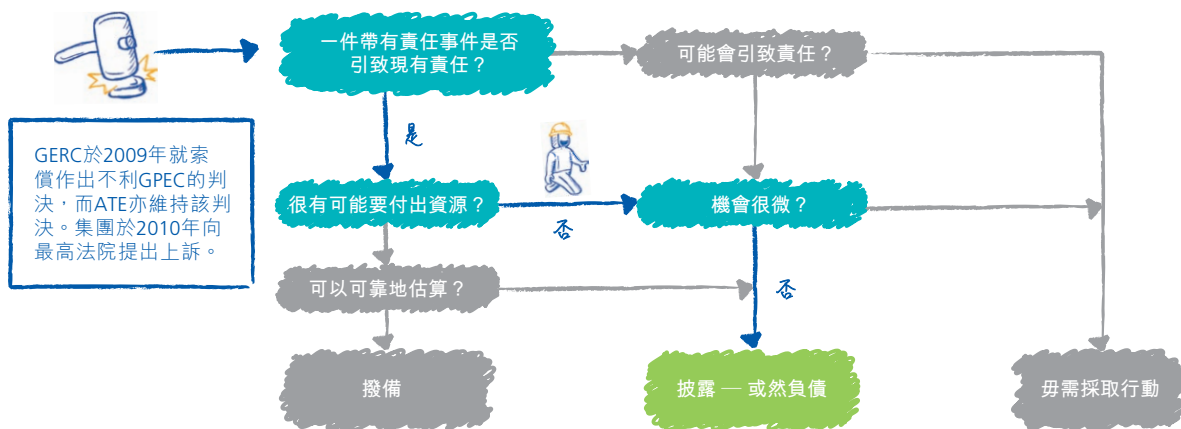 一件帶有責任事件是否
引致現有責任？
可能會引致責任？
是
GERC於2009年就索
償作出不利GPEC的判
決，而ATE亦維持該判
決。集團於2010年向
最高法院提出上訴。
很有可能要付出資源？
否
機會很微？
可以可靠地估算？
否
撥備
披露 — 或然負債
毋需採取行動